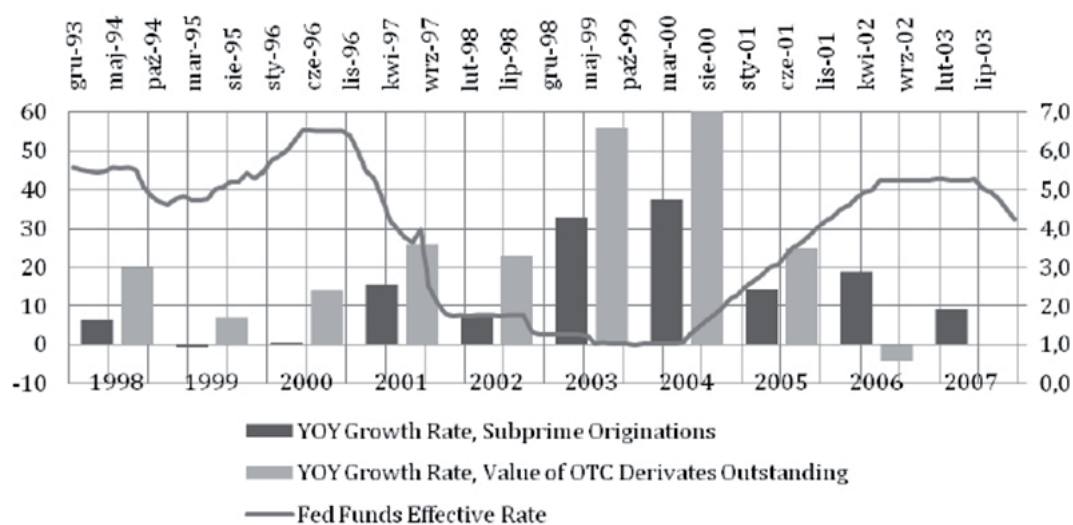 gru-93 maj-94 paź-94 mar-95 sie-95 sty-96 cze-96 lis-96 kwi-97 wrz-97 lut-98 lip-98 gru-98 maj-99 paź-99 mar-00 sie-00 sty-01 cze-01 lis-01 kwi-02 wrz-02 lut-03 lip-03
60 7,0
50 6,0
40 5,0
30 4,0
20 3,0
10 2,0
0 1,0
-10 1998 1999 2000 2001 2002 2003 2004 2005 2006 2007 0,0
YOY Growth Rate, Subprime Originations
YOY Growth Rate, Value of OTC Derivates Outstanding
Fed Funds Effective Rate